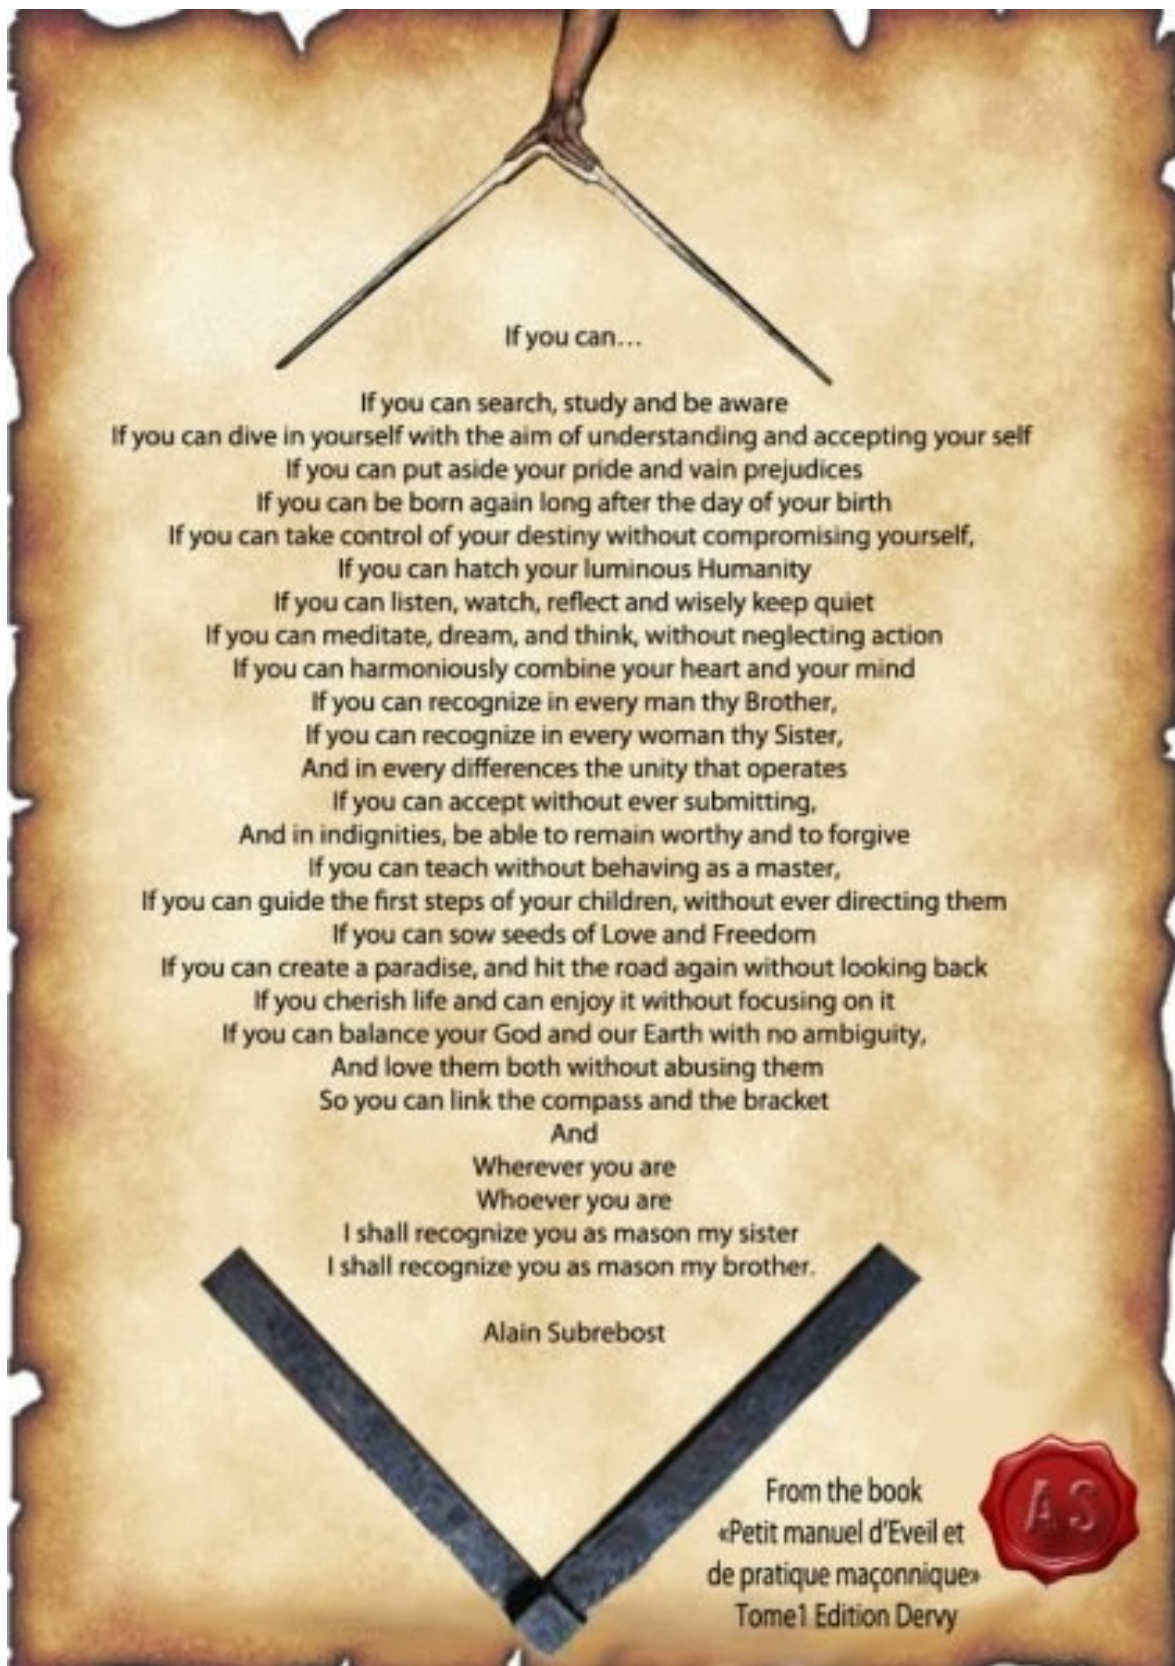 If you can...
If you can search, study and be aware
If you can dive in yourself with the aim of understanding and accepting your self
If you can put aside your pride and vain prejudices
If you can be born again long after the day of your birth
If you can take control of your destiny without compromising yourself,
If you can hatch your luminous Humanity
If you can listen, watch, reflect and wisely keep quiet
If you can meditate, dream, and think, without neglecting action
If you can harmoniously combine your heart and your mind
If you can recognize in every man thy Brother,
If you can recognize in every woman thy Sister,
And in every differences the unity that operates
If you can accept without ever submitting,
And in indignities, be able to remain worthy and to forgive
If you can teach without behaving as a master,
If you can guide the first steps of your children, without ever directing them
If you can sow seeds of Love and Freedom
If you can create a paradise, and hit the road again without looking back
If you cherish life and can enjoy it without focusing on it
If you can balance your God and our Earth with no ambiguity,
And love them both without abusing them
So you can link the compass and the bracket
And
Wherever you are
Whoever you are
I shall recognize you as mason my sister
I shall recognize you as mason my brother.
Alain Subrebost
From the book
«Petit manuel d'Eveil et
de pratique maçonnique»
Tome1 Edition Dervy
AS